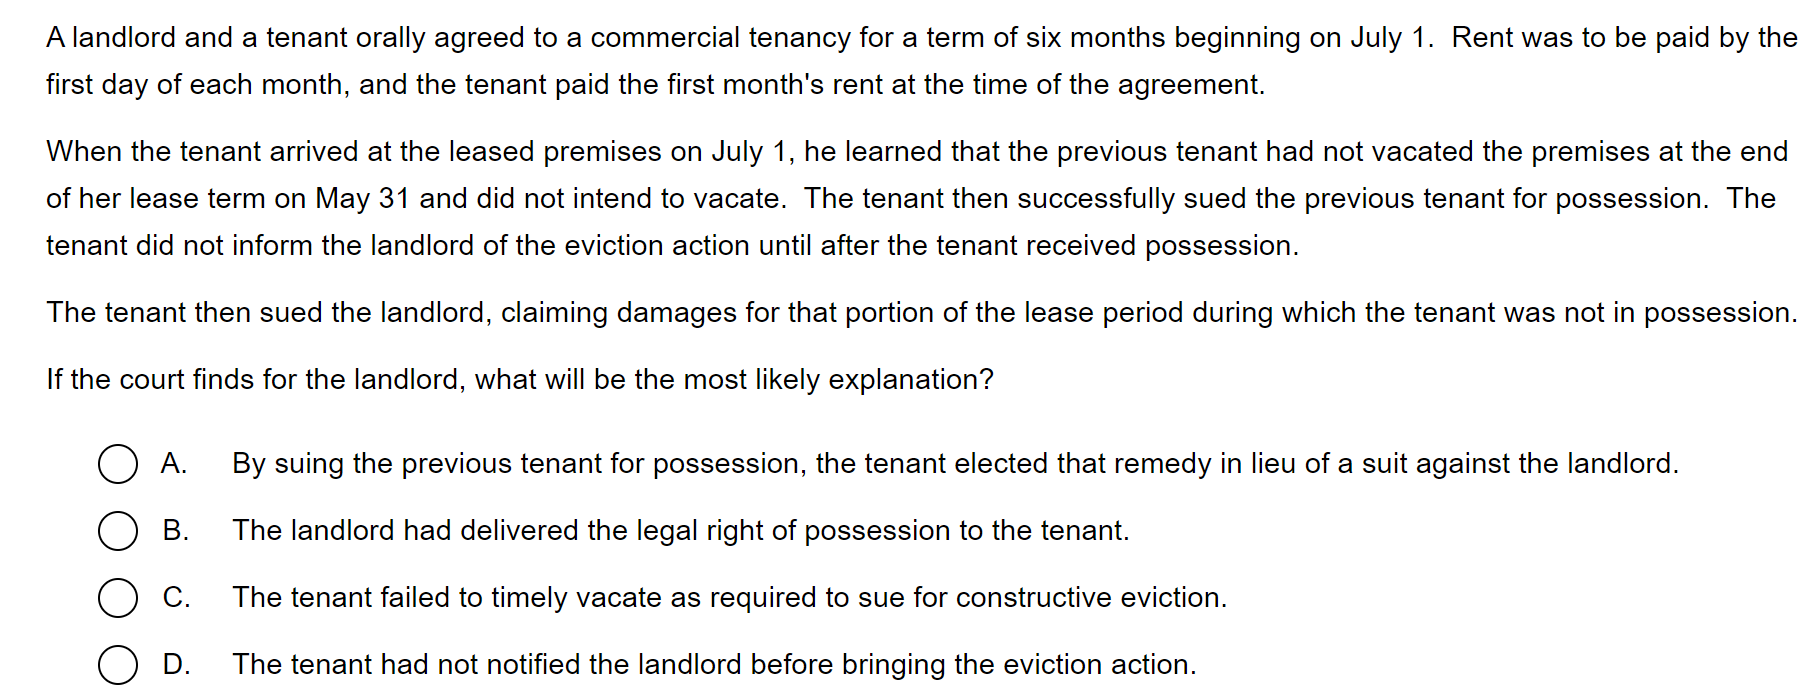 A landlord and a tenant orally agreed to a commercial tenancy for a term of six months beginning on July 1.  Rent was to be paid by the
first day of each month, and the tenant paid the first month's rent at the time of the agreement.
When the tenant arrived at the leased premises on July 1, he learned that the previous tenant had not vacated the premises at the end
of her lease term on May 31 and did not intend to vacate.  The tenant then successfully sued the previous tenant for possession.  The
tenant did not inform the landlord of the eviction action until after the tenant received possession.
The tenant then sued the landlord, claiming damages for that portion of the lease period during which the tenant was not in possession.
If the court finds for the landlord, what will be the most likely explanation?
A. By suing the previous tenant for possession, the tenant elected that remedy in lieu of a suit against the landlord.
B. The landlord had delivered the legal right of possession to the tenant.
C. The tenant failed to timely vacate as required to sue for constructive eviction.
D. The tenant had not notified the landlord before bringing the eviction action.